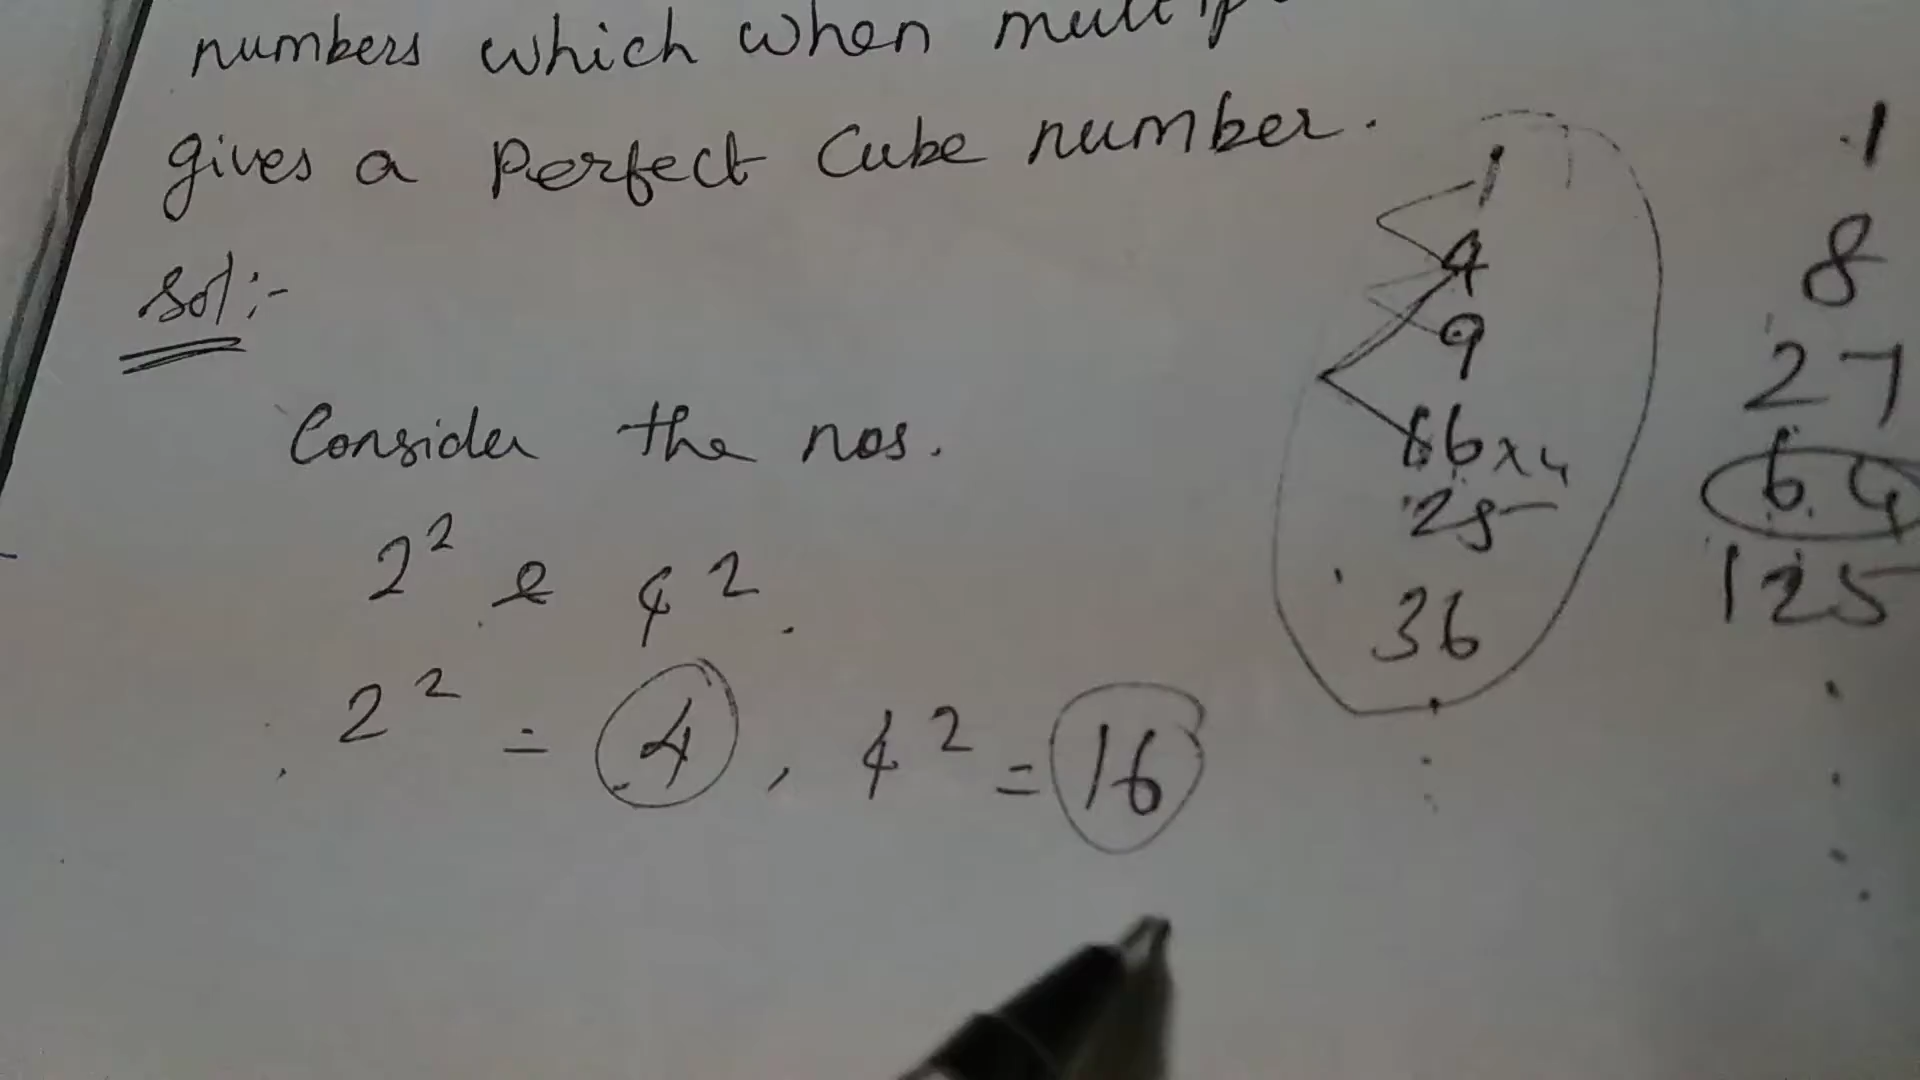 numbers which when multip
gives a Perfect Cube number.
Sol:-
Consider the nos.
2² & 4².
2² = 4, 4² = 16
1
4
9
16 x 4
25
36
1
8
27
64
125